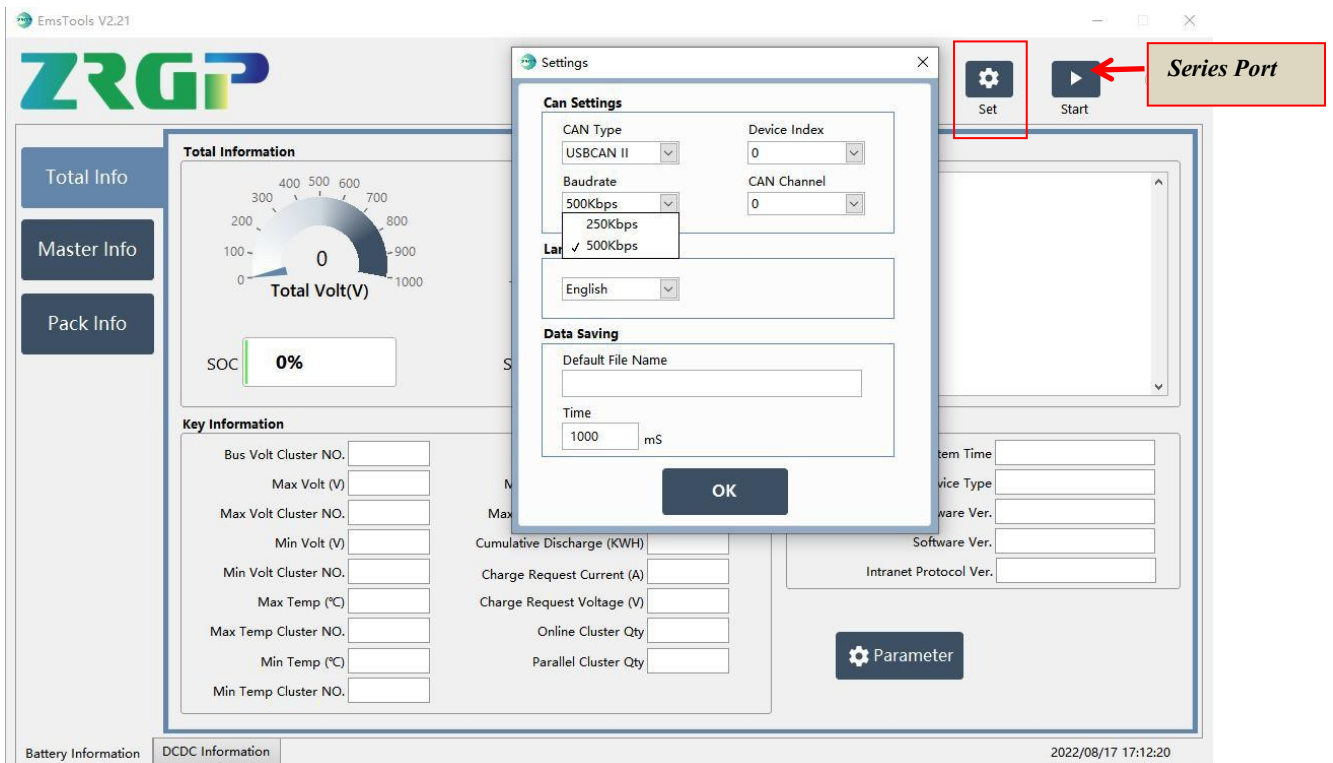 EmsTools V2.21
ZRGP
Settings
Set
Start
Series Port
Can Settings
CAN Type
Device Index
USBCAN II
0
Baudrate
CAN Channel
500Kbps
0
250Kbps
✓ 500Kbps
English
Data Saving
Default File Name
Time
1000
mS
OK
Total Info
Master Info
Pack Info
Total Information
0
100
200
300
400
500
600
700
800
900
1000
0
Total Volt(V)
SOC
0%
Key Information
Bus Volt Cluster NO.
Max Volt (V)
Max Volt Cluster NO.
Min Volt (V)
Min Volt Cluster NO.
Max Temp (℃)
Max Temp Cluster NO.
Min Temp (℃)
Min Temp Cluster NO.
Max
Cumulative Discharge (KWH)
Charge Request Current (A)
Charge Request Voltage (V)
Online Cluster Qty
Parallel Cluster Qty
Time
Type
Ver.
Software Ver.
Intranet Protocol Ver.
Parameter
Battery Information
DCDC Information
2022/08/17 17:12:20